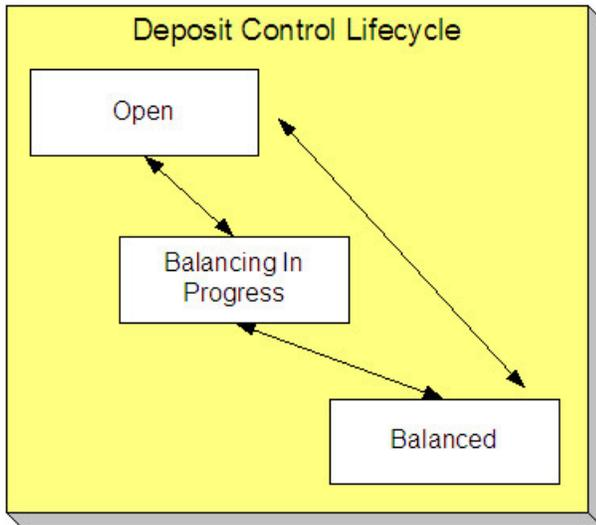 Deposit Control Lifecycle
Open
Balancing In
Progress
Balanced